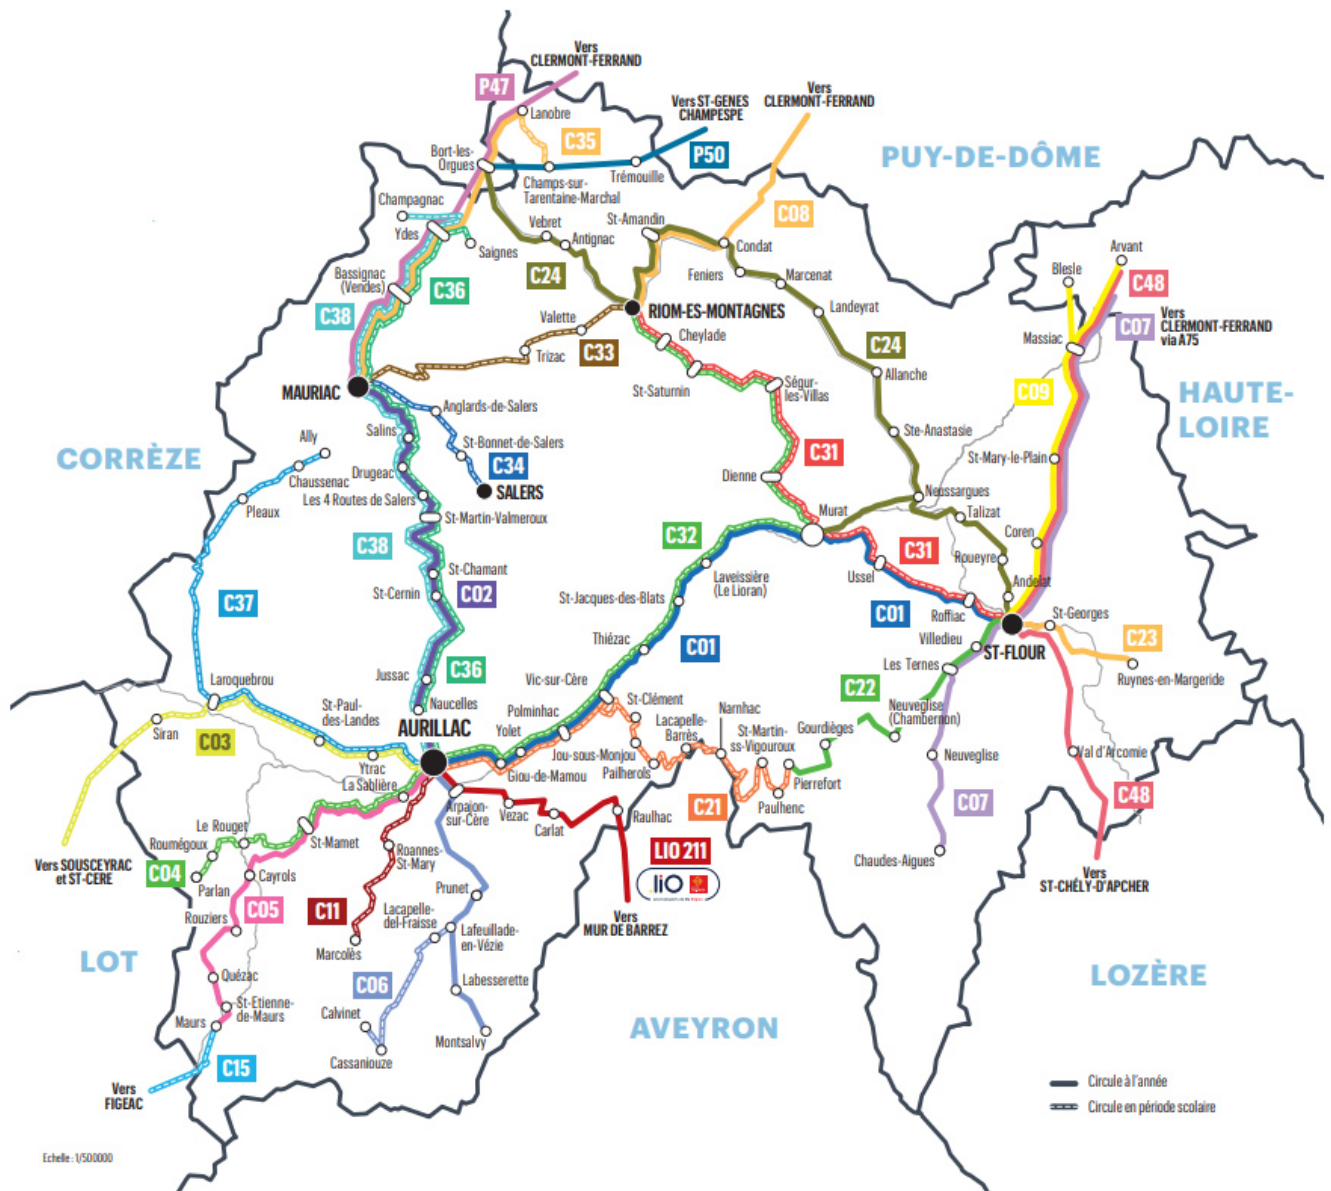 Vers
CLERMONT-FERRAND
P47
Lanobre
Vers ST-GENES
CHAMPESPE
Vers
CLERMONT-FERRAND
C35
P50
PUY-DE-DÔME
Bort-les-
Orgues
Champs-sur-
Tarentaine-Marchal
Trémouille
Champagnac
Ydes
Saignes
Vebret
Antignac
St-Amandin
C08
Condat
Feniers
Marcenat
Arvant
Blesle
C48
C07
Vers
CLERMONT-FERRAND
via A75
Bassignac
(Vendes)
C36
C24
C38
RIOM-ES-MONTAGNES
Landeyrat
Massiac
Valette
Cheylade
C33
Trizac
C24
Allanche
MAURIAC
St-Saturnin
Ségur-
les-Villas
C09
HAUTE-
LOIRE
Anglards-de-Salers
Salins
St-Bonnet-de-Salers
Ally
CORRÈZE
Chaussenac
Drugeac
C34
SALERS
Les 4 Routes de Salers
Pleaux
St-Martin-Valmeroux
Ste-Anastasie
C31
St-Mary-le-Plain
Dienne
Neussargues
Murat
Talizat
Coren
C38
C32
C31
Roueyre
Ussel
Andelat
St-Chamant
St-Cernin
C02
Laveissière
(Le Lioran)
C37
St-Jacques-des-Blats
C01
Roffiac
St-Georges
Thiézac
C01
Villedieu
ST-FLOUR
C23
Jussac
C36
Les Ternes
Ruynes-en-Margeride
Laroquebrou
Vic-sur-Cère
C22
Naucelles
St-Paul-
des-Landes
Polminhac
St-Clément
Narnhac
Neuveglise
(Chambernon)
Siran
C03
AURILLAC
Yolet
Lacapelle-
Barrès
St-Martin-
ss-Vigouroux
Gourdièges
Ytrac
Jou-sous-Monjou
Pailherols
Giou-de-Mamou
Neuveglise
Val d'Arcomie
La Sablière
Pierrefort
Arpajon-
sur-Cère
Vezac
Carlat
Raulhac
C21
Paulhenc
C07
C48
Le Rouget
Roumégoux
St-Mamet
Roannes-
St-Mary
LIO 211
liO
Chaudes-Aigues
Vers SOUSCEYRAC
et ST-CERE
C04
Parlan
Cayrols
Vers
ST-CHÉLY-D'APCHER
Prunet
Rouziers
C05
C11
Lacapelle-
del-Fraisse
Lafeuillade-
en-Vézie
Vers
MUR DE BARREZ
Marcolès
LOT
Quézac
C06
Labesserette
LOZÈRE
St-Etienne-
de-Maurs
Maurs
Calvinet
Montsalvy
AVEYRON
Cassaniouze
C15
Vers
FIGEAC
Circule à l'année
Circule en période scolaire
Echelle : 1/500000